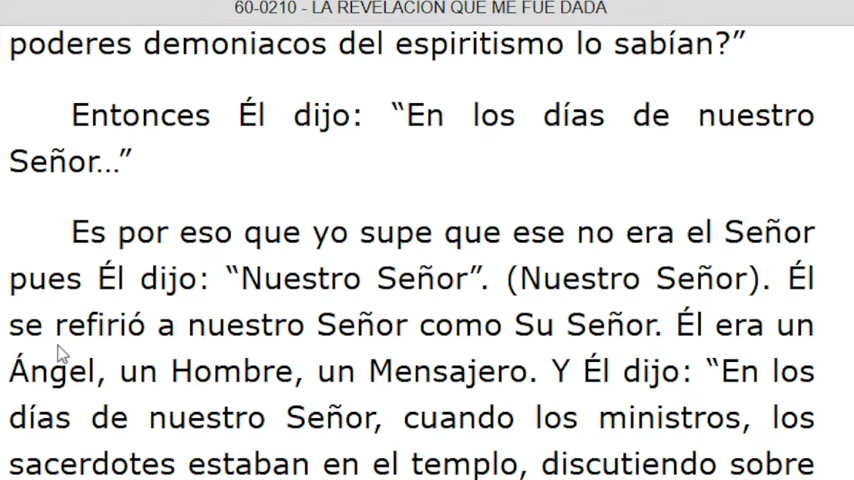 60-0210 - LA REVELACION QUE ME FUE DADA
poderes demoniacos del espiritismo lo sabían?”
Entonces Él dijo: “En los días de nuestro
Señor...”
Es por eso que yo supe que ese no era el Señor
pues Él dijo: “Nuestro Señor”. (Nuestro Señor). Él
se refirió a nuestro Señor como Su Señor. Él era un
Ángel, un Hombre, un Mensajero. Y Él dijo: “En los
días de nuestro Señor, cuando los ministros, los
sacerdotes estaban en el templo, discutiendo sobre